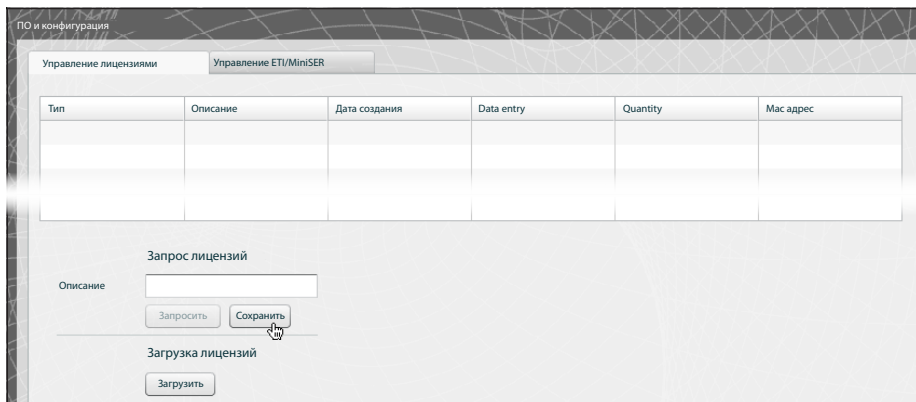 ПО и конфигурация
Управление лицензиями Управление ETI/MiniSER
Тип Описание Дата создания Data entry Quantity Mac адрес
Запрос лицензий
Описание
Запросить Сохранить
Загрузка лицензий
Загрузить